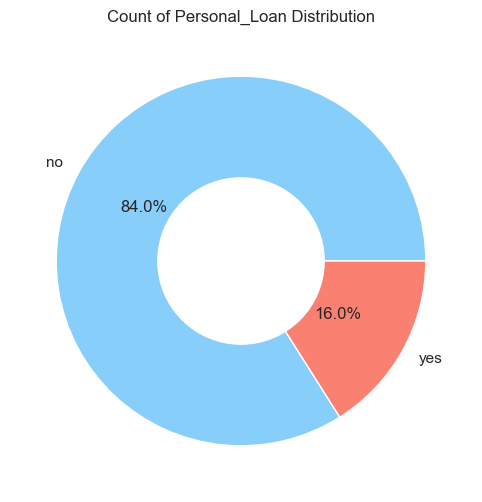 Count of Personal_Loan Distribution
no
84.0%
16.0%
yes